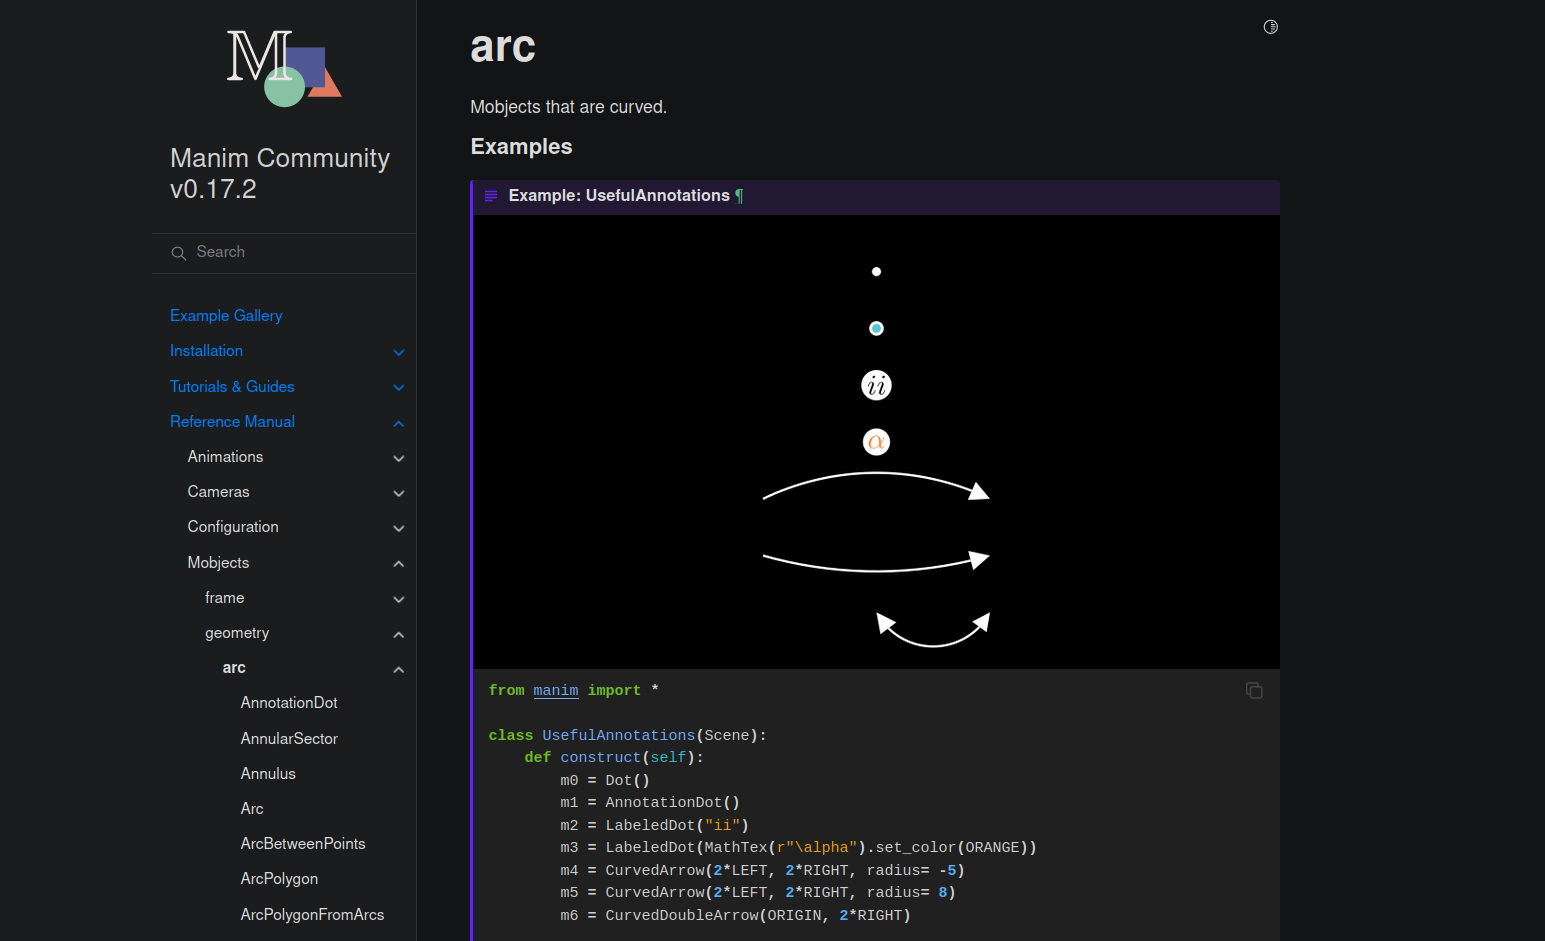 M
Manim Community
v0.17.2
Search
Example Gallery
Installation
Tutorials & Guides
Reference Manual
Animations
Cameras
Configuration
Mobjects
frame
geometry
arc
AnnotationDot
AnnularSector
Annulus
Arc
ArcBetweenPoints
ArcPolygon
ArcPolygonFromArcs
arc
Mobjects that are curved.
Examples
Example: UsefulAnnotations ¶
ii
α
from manim import *
class UsefulAnnotations(Scene):
    def construct(self):
        m0 = Dot()
        m1 = AnnotationDot()
        m2 = LabeledDot("ii")
        m3 = LabeledDot(MathTex(r"\alpha").set_color(ORANGE))
        m4 = CurvedArrow(2*LEFT, 2*RIGHT, radius= -5)
        m5 = CurvedArrow(2*LEFT, 2*RIGHT, radius= 8)
        m6 = CurvedDoubleArrow(ORIGIN, 2*RIGHT)